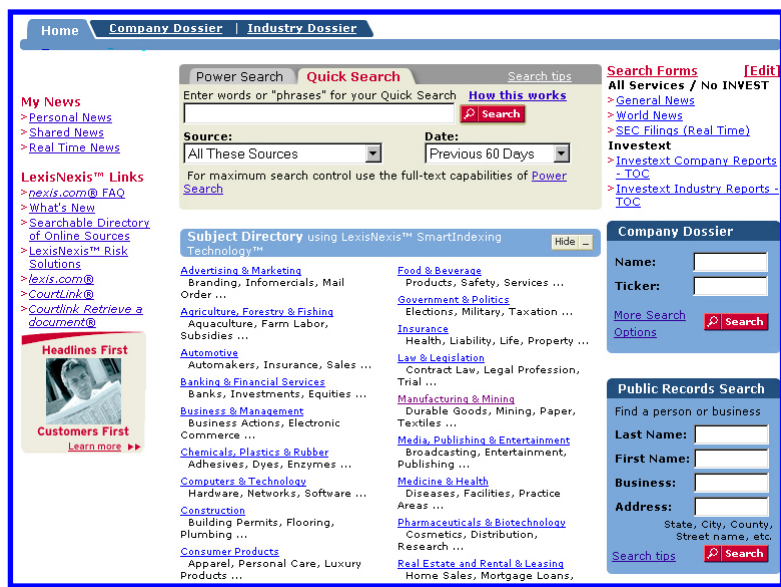 Home
Company Dossier | Industry Dossier
My News
> Personal News
> Shared News
> Real Time News
LexisNexis™ Links
> nexis.com® FAQ
> What's New
> Searchable Directory
of Online Sources
> LexisNexis™ Risk
Solutions
> lexis.com®
> CourtLink®
> Courtlink Retrieve a
document®
Headlines First
Customers First
Learn more
Power Search
Quick Search
Search tips
Enter words or "phrases" for your Quick Search How this works
Search
Source:
Date:
All These Sources
Previous 60 Days
For maximum search control use the full-text capabilities of Power
Search
Subject Directory using LexisNexis™ SmartIndexing
Technology™
Hide _
Advertising & Marketing
Branding, Infomercials, Mail
Order ...
Agriculture, Forestry & Fishing
Aquaculture, Farm Labor,
Subsidies ...
Automotive
Automakers, Insurance, Sales ...
Banking & Financial Services
Banks, Investments, Equities ...
Business & Management
Business Actions, Electronic
Commerce ...
Chemicals, Plastics & Rubber
Adhesives, Dyes, Enzymes ...
Computers & Technology
Hardware, Networks, Software ...
Construction
Building Permits, Flooring,
Plumbing ...
Consumer Products
Apparel, Personal Care, Luxury
Products ...
Food & Beverage
Products, Safety, Services ...
Government & Politics
Elections, Military, Taxation ...
Insurance
Health, Liability, Life, Property ...
Law & Legislation
Contract Law, Legal Profession,
Trial ...
Manufacturing & Mining
Durable Goods, Mining, Paper,
Textiles ...
Media, Publishing & Entertainment
Broadcasting, Entertainment,
Publishing ...
Medicine & Health
Diseases, Facilities, Practice
Areas ...
Pharmaceuticals & Biotechnology
Cosmetics, Distribution,
Research ...
Real Estate and Rental & Leasing
Home Sales, Mortgage Loans,
Search Forms [Edit]
All Services / No INVEST
> General News
> World News
> SEC Filings (Real Time)
Investext
> Investext Company Reports
- TOC
> Investext Industry Reports -
TOC
Company Dossier
Name:
Ticker:
More Search
Options
Search
Public Records Search
Find a person or business
Last Name:
First Name:
Business:
Address:
State, City, County,
Street name, etc.
Search tips
Search